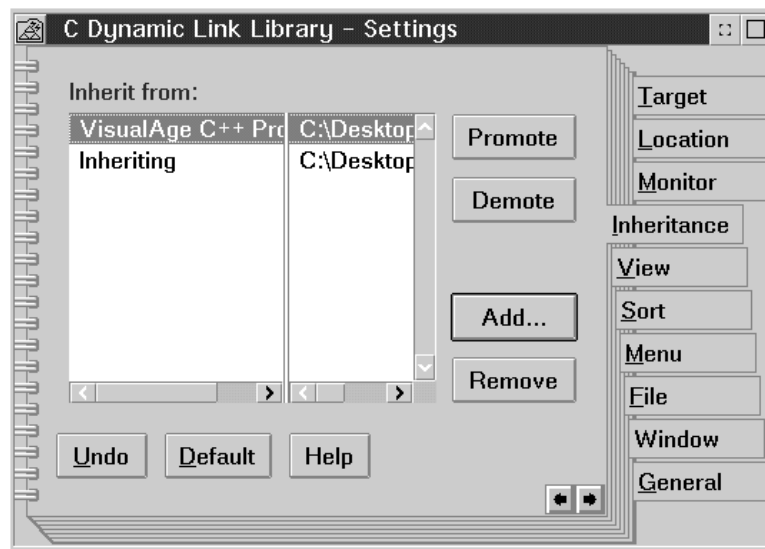 C Dynamic Link Library – Settings
Inherit from:
VisualAge C++ Pro C:\Desktop
Inheriting C:\Desktop
Promote
Demote
Add...
Remove
Undo Default Help
Target
Location
Monitor
Inheritance
View
Sort
Menu
File
Window
General